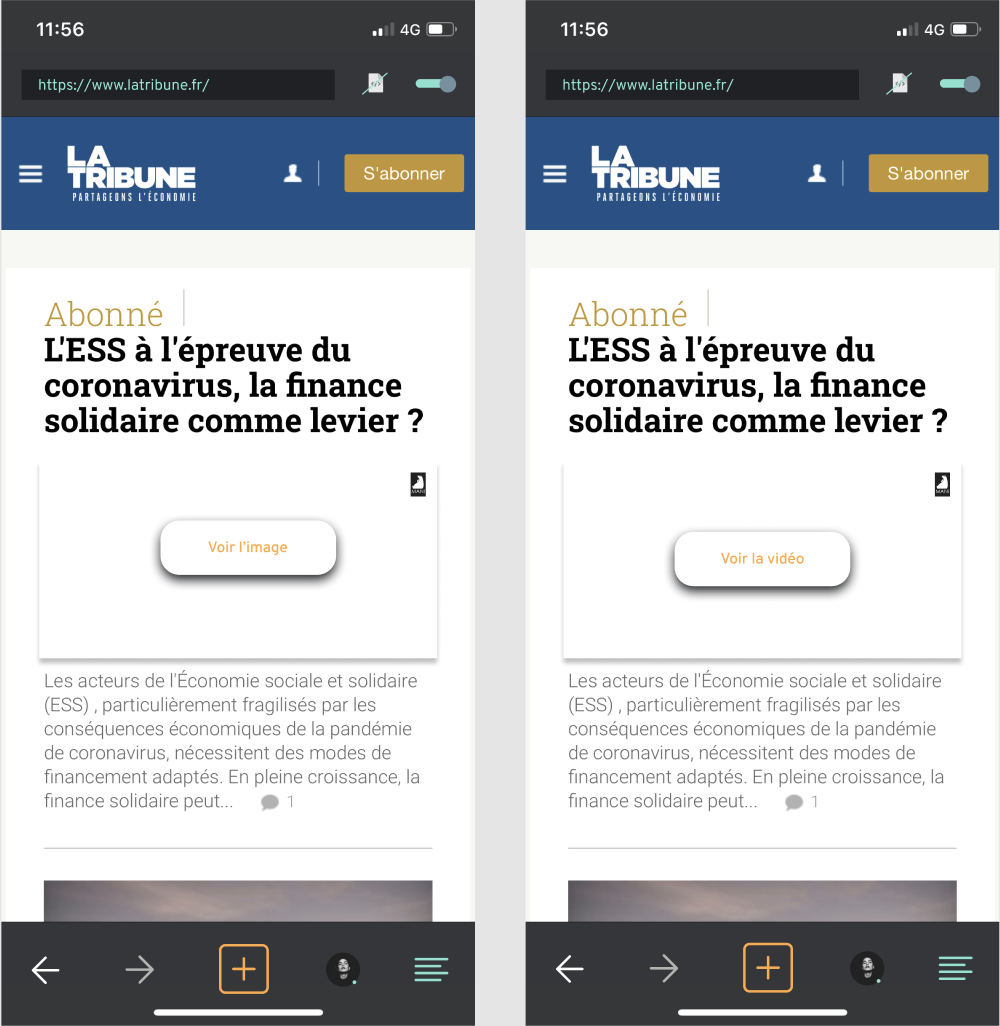 11:56
4G
https://www.latribune.fr/
LA
TRIBUNE
PARTAGEONS L'ÉCONOMIE
S'abonner
Abonné
L'ESS à l'épreuve du
coronavirus, la finance
solidaire comme levier ?
Voir l'image
Les acteurs de l'Économie sociale et solidaire
(ESS) , particulièrement fragilisés par les
conséquences économiques de la pandémie
de coronavirus, nécessitent des modes de
financement adaptés. En pleine croissance, la
finance solidaire peut... 1
11:56
4G
https://www.latribune.fr/
LA
TRIBUNE
PARTAGEONS L'ÉCONOMIE
S'abonner
Abonné
L'ESS à l'épreuve du
coronavirus, la finance
solidaire comme levier ?
Voir la vidéo
Les acteurs de l'Économie sociale et solidaire
(ESS) , particulièrement fragilisés par les
conséquences économiques de la pandémie
de coronavirus, nécessitent des modes de
financement adaptés. En pleine croissance, la
finance solidaire peut... 1